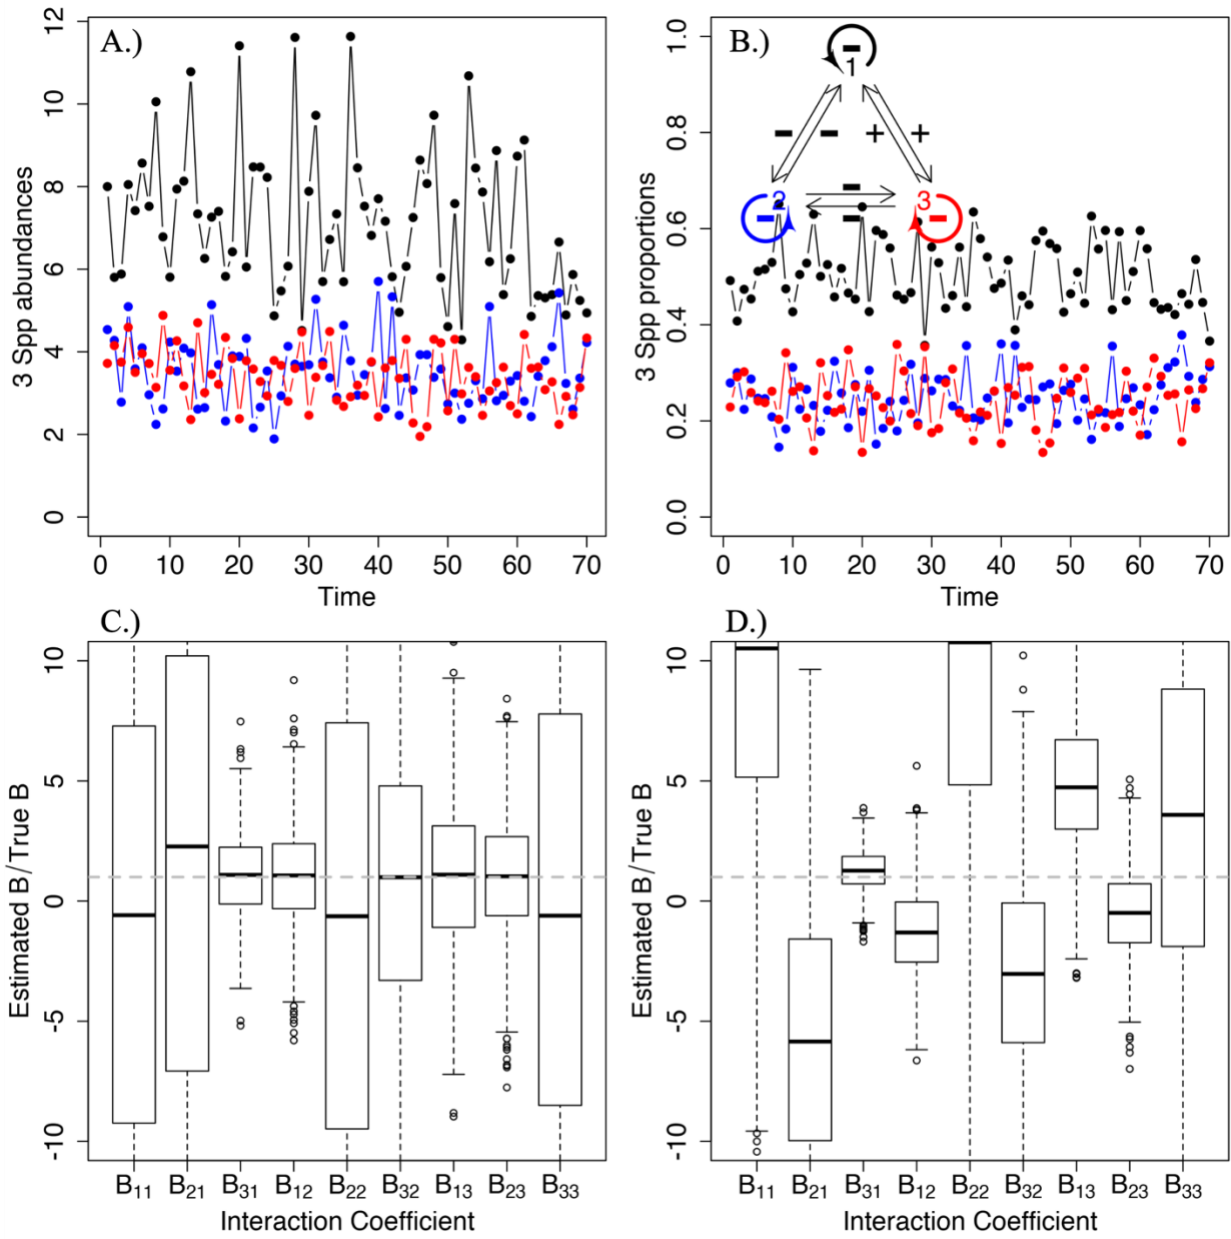 A.)
3 Spp abundances
12
10
8
6
4
2
0
0 10 20 30 40 50 60 70
Time
B.)
3 Spp proportions
1.0
0.8
0.6
0.4
0.2
0.0
1
- - + +
2 - 3
- - -
0 10 20 30 40 50 60 70
Time
C.)
Estimated B/True B
10
5
0
-5
-10
B11 B21 B31 B12 B22 B32 B13 B23 B33
Interaction Coefficient
D.)
Estimated B/True B
10
5
0
-5
-10
B11 B21 B31 B12 B22 B32 B13 B23 B33
Interaction Coefficient